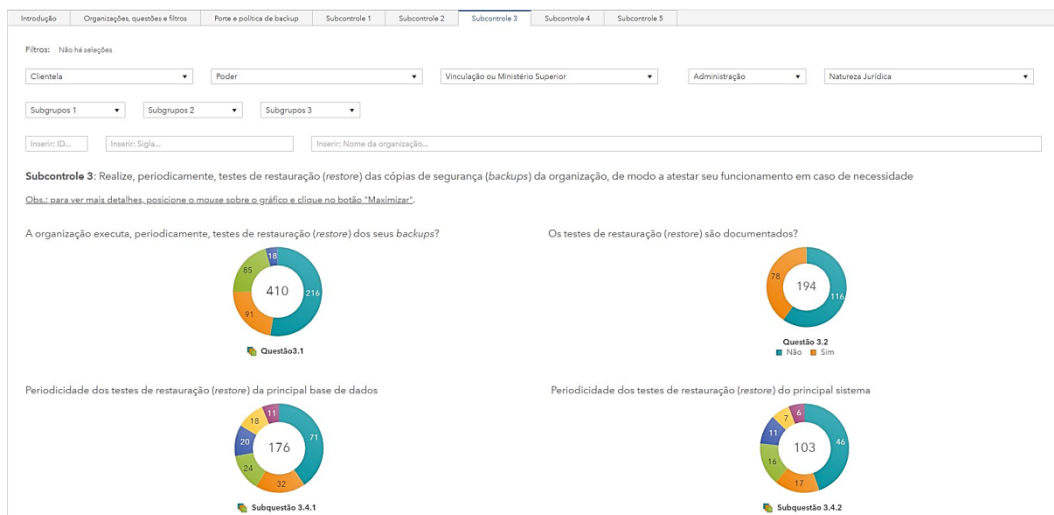 Introdução Organizações, questões e filtros Porte e política de backup Subcontrole 1 Subcontrole 2 Subcontrole 3 Subcontrole 4 Subcontrole 5
Filtros: Não há seleções
Clientela Poder Vinculação ou Ministério Superior Administração Natureza Jurídica
Subgrupos 1 Subgrupos 2 Subgrupos 3
Inserir: ID... Inserir: Sigla... Inserir: Nome da organização...
Subcontrole 3: Realize, periodicamente, testes de restauração (restore) das cópias de segurança (backups) da organização, de modo a atestar seu funcionamento em caso de necessidade
Obs.: para ver mais detalhes, posicione o mouse sobre o gráfico e clique no botão "Maximizar".
A organização executa, periodicamente, testes de restauração (restore) dos seus backups?
18
85
410
216
91
Questão3.1
Os testes de restauração (restore) são documentados?
78
194
116
Questão 3.2
Não Sim
Periodicidade dos testes de restauração (restore) da principal base de dados
11
18
20
176
71
24
32
Subquestão 3.4.1
Periodicidade dos testes de restauração (restore) do principal sistema
6
7
11
103
46
16
17
Subquestão 3.4.2